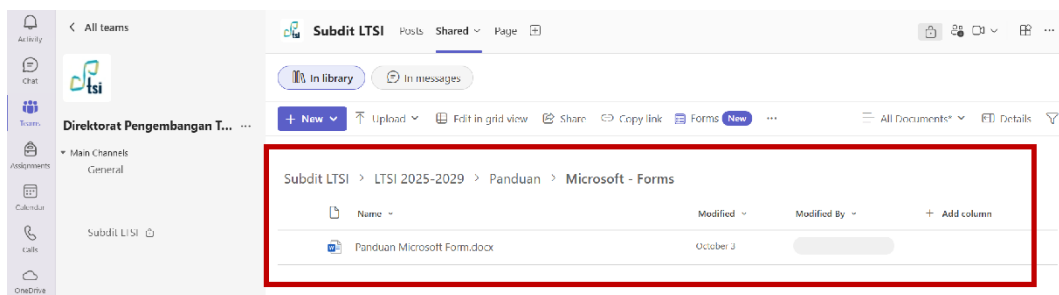 Activity
Chat
Teams
Assignments
Calendar
Calls
OneDrive
All teams
tsi
Direktorat Pengembangan T... ...
Main Channels
General
Subdit LTSI
Subdit LTSI Posts Shared Page
In library In messages
+ New Upload Edit in grid view Share Copy link Forms New ... All Documents* Details
Subdit LTSI > LTSI 2025-2029 > Panduan > Microsoft - Forms
Name Modified Modified By + Add column
Panduan Microsoft Form.docx October 3